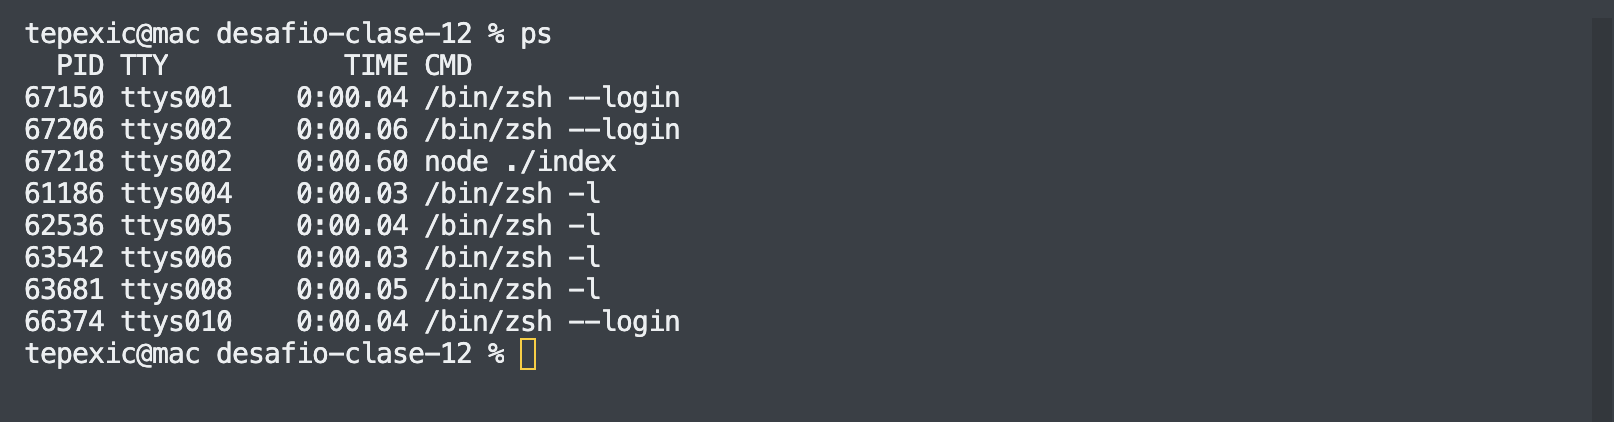 tepexic@mac desafio-clase-12 % ps
  PID TTY           TIME CMD
67150 ttys001    0:00.04 /bin/zsh --login
67206 ttys002    0:00.06 /bin/zsh --login
67218 ttys002    0:00.60 node ./index
61186 ttys004    0:00.03 /bin/zsh -l
62536 ttys005    0:00.04 /bin/zsh -l
63542 ttys006    0:00.03 /bin/zsh -l
63681 ttys008    0:00.05 /bin/zsh -l
66374 ttys010    0:00.04 /bin/zsh --login
tepexic@mac desafio-clase-12 %